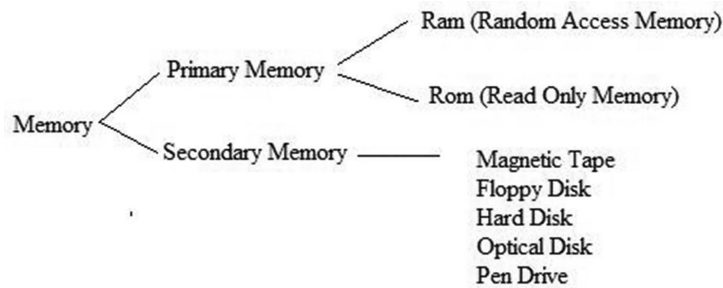 Ram (Random Access Memory)
Primary Memory
Rom (Read Only Memory)
Memory
Secondary Memory
Magnetic Tape
Floppy Disk
Hard Disk
Optical Disk
Pen Drive